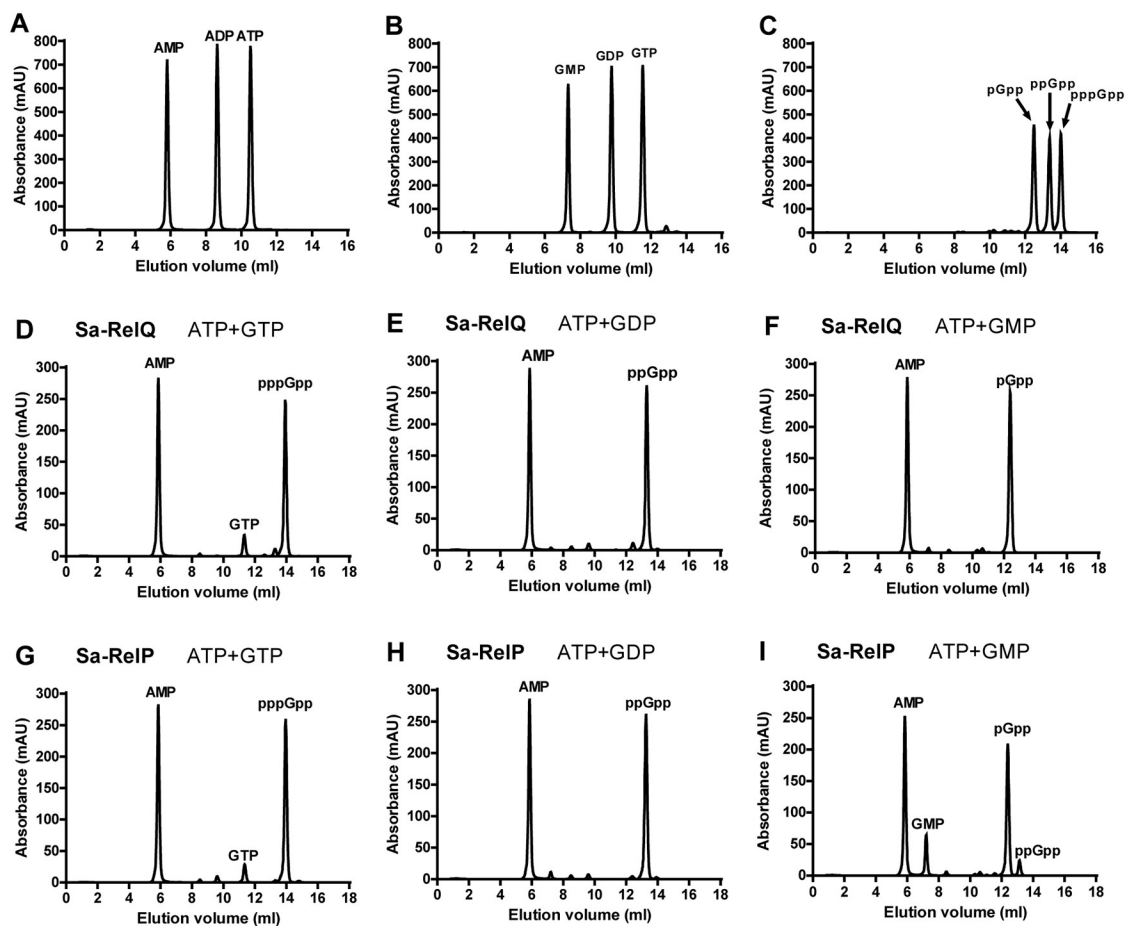 A
Absorbance (mAU)
800
700
600
500
400
300
200
100
0
AMP
ADP ATP
0 2 4 6 8 10 12 14 16
Elution volume (ml)
B
Absorbance (mAU)
800
700
600
500
400
300
200
100
0
GMP GDP GTP
0 2 4 6 8 10 12 14 16
Elution volume (ml)
C
Absorbance (mAU)
800
700
600
500
400
300
200
100
0
pGpp ppGpp pppGpp
0 2 4 6 8 10 12 14 16
Elution volume (ml)
D Sa-RelQ ATP+GTP
Absorbance (mAU)
300
250
200
150
100
50
0
AMP
pppGpp
GTP
0 2 4 6 8 10 12 14 16 18
Elution volume (ml)
E Sa-RelQ ATP+GDP
Absorbance (mAU)
300
250
200
150
100
50
0
AMP
ppGpp
0 2 4 6 8 10 12 14 16 18
Elution volume (ml)
F Sa-RelQ ATP+GMP
Absorbance (mAU)
300
250
200
150
100
50
0
AMP
pGpp
0 2 4 6 8 10 12 14 16 18
Elution volume (ml)
G Sa-RelP ATP+GTP
Absorbance (mAU)
300
250
200
150
100
50
0
AMP
pppGpp
GTP
0 2 4 6 8 10 12 14 16 18
Elution volume (ml)
H Sa-RelP ATP+GDP
Absorbance (mAU)
300
250
200
150
100
50
0
AMP
ppGpp
0 2 4 6 8 10 12 14 16 18
Elution volume (ml)
I Sa-RelP ATP+GMP
Absorbance (mAU)
300
250
200
150
100
50
0
AMP
pGpp
GMP
ppGpp
0 2 4 6 8 10 12 14 16 18
Elution volume (ml)